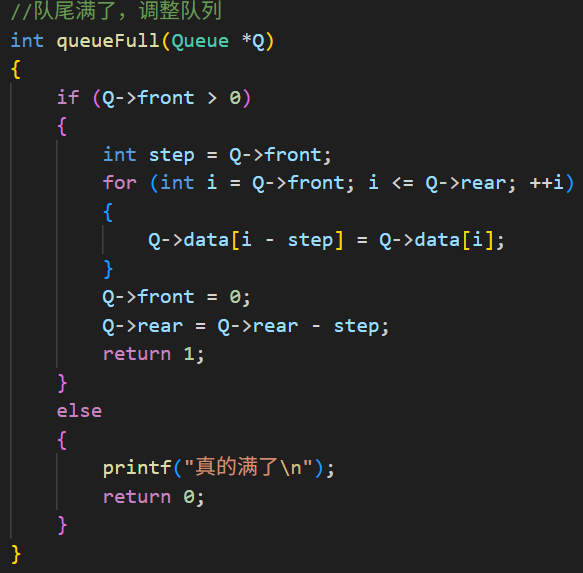 //队尾满了，调整队列
int queueFull(Queue *Q)
{
    if (Q->front > 0)
    {
        int step = Q->front;
        for (int i = Q->front; i <= Q->rear; ++i)
        {
            Q->data[i - step] = Q->data[i];
        }
        Q->front = 0;
        Q->rear = Q->rear - step;
        return 1;
    }
    else
    {
        printf("真的满了\n");
        return 0;
    }
}